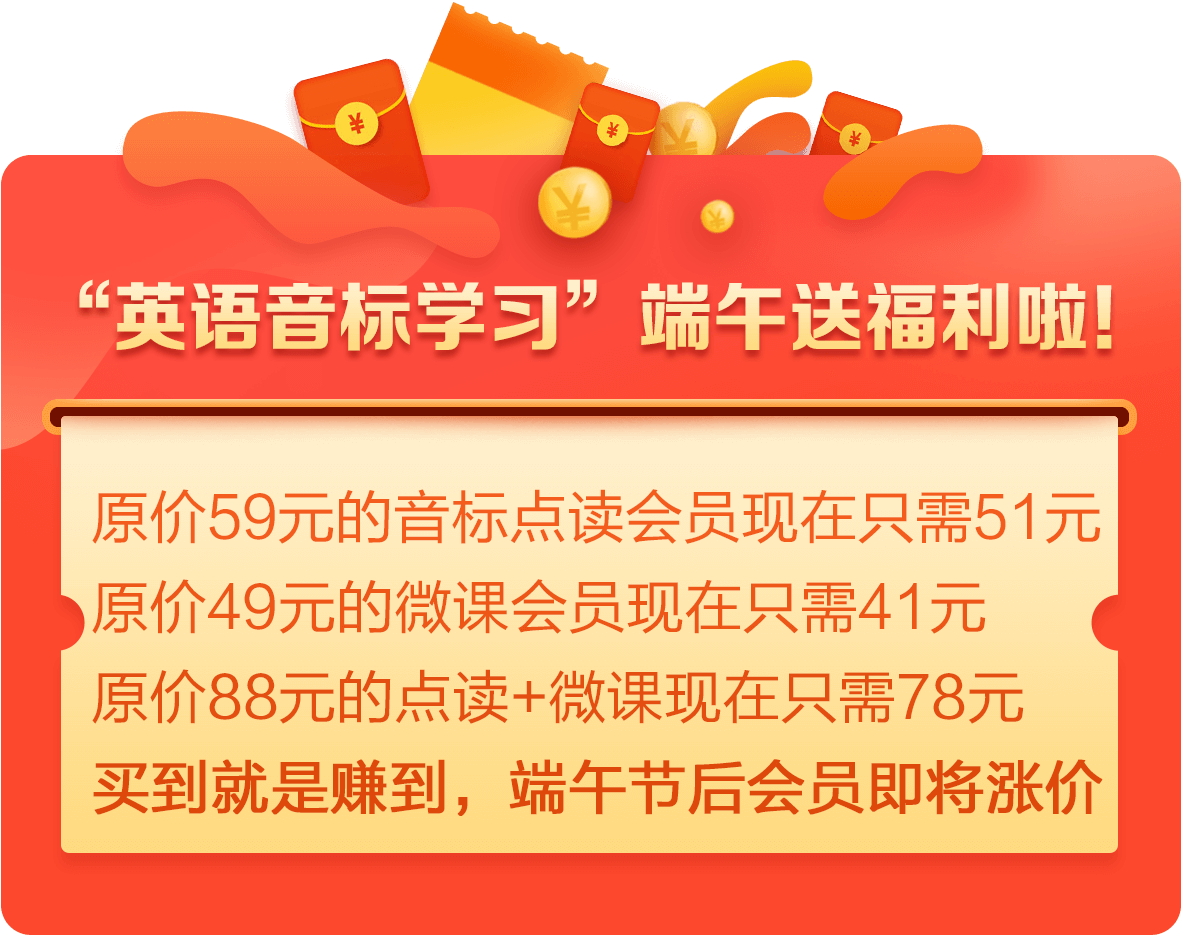 “英语音标学习”端午送福利啦!
原价59元的音标点读会员现在只需51元
原价49元的微课会员现在只需41元
原价88元的点读+微课现在只需78元
买到就是赚到，端午节后会员即将涨价
¥
¥
¥
¥
¥
¥